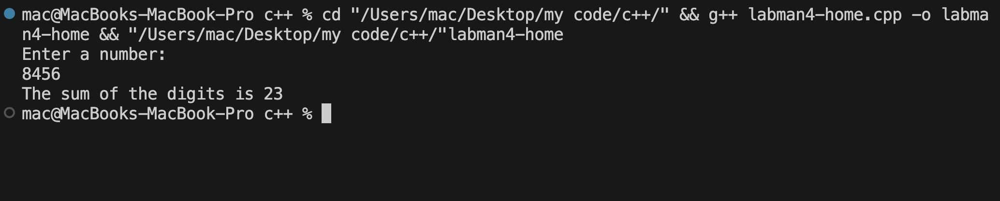 mac@MacBooks-MacBook-Pro c++ % cd "/Users/mac/Desktop/my code/c++/" && g++ labman4-home.cpp -o labma
n4-home && "/Users/mac/Desktop/my code/c++/"labman4-home
Enter a number:
8456
The sum of the digits is 23
mac@MacBooks-MacBook-Pro c++ %